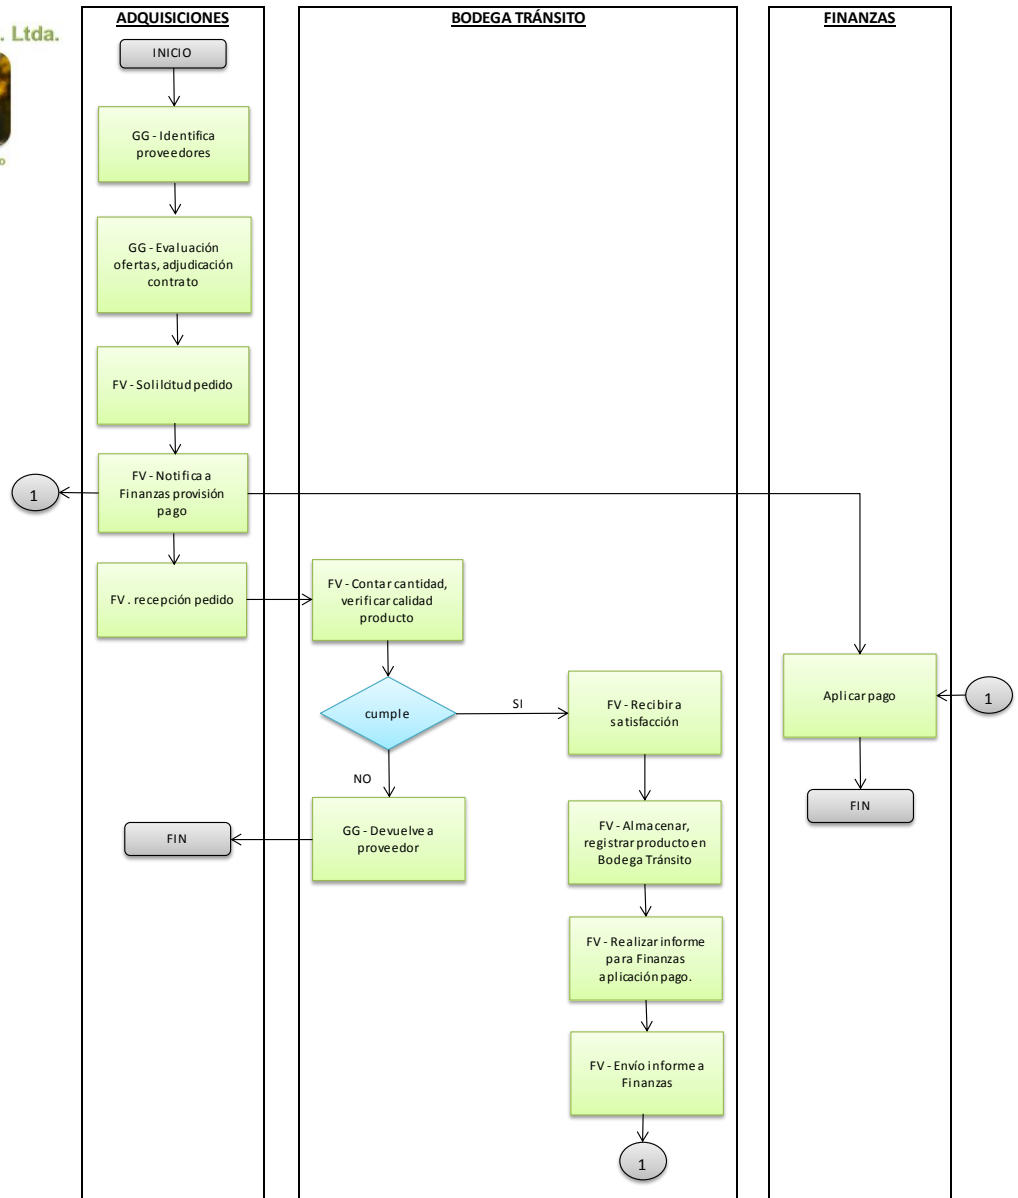 ADQUISICIONES
BODEGA TRÁNSITO
FINANZAS
. Ltda.
INICIO
GG - Identifica
proveedores
GG - Evaluación
ofertas, adjudicación
contrato
FV - Solilcitud pedido
FV - Notifica a
Finanzas provisión
pago
1
FV . recepción pedido
FV - Contar cantidad,
verificar calidad
producto
cumple
SI
NO
FV - Recibir a
satisfacción
Aplicar pago
1
FIN
GG - Devuelve a
proveedor
FIN
FV - Almacenar,
registrar producto en
Bodega Tránsito
FV - Realizar informe
para Finanzas
aplicación pago.
FV - Envío informe a
Finanzas
1